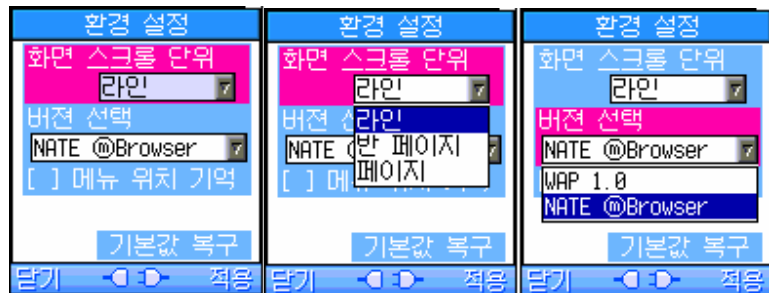 환경 설정
화면 스크롤 단위
라인
버젼 선택
NATE ⓜBrowser
[ ] 메뉴 위치 기억
기본값 복구
닫기 적용
환경 설정
화면 스크롤 단위
라인
버젼
라인
NATE
반 페이지
페이지
[ ] 메뉴
기본값 복구
닫기 적용
환경 설정
화면 스크롤 단위
라인
버젼 선택
NATE ⓜBrowser
WAP 1.0
NATE ⓜBrowser
기본값 복구
닫기 적용